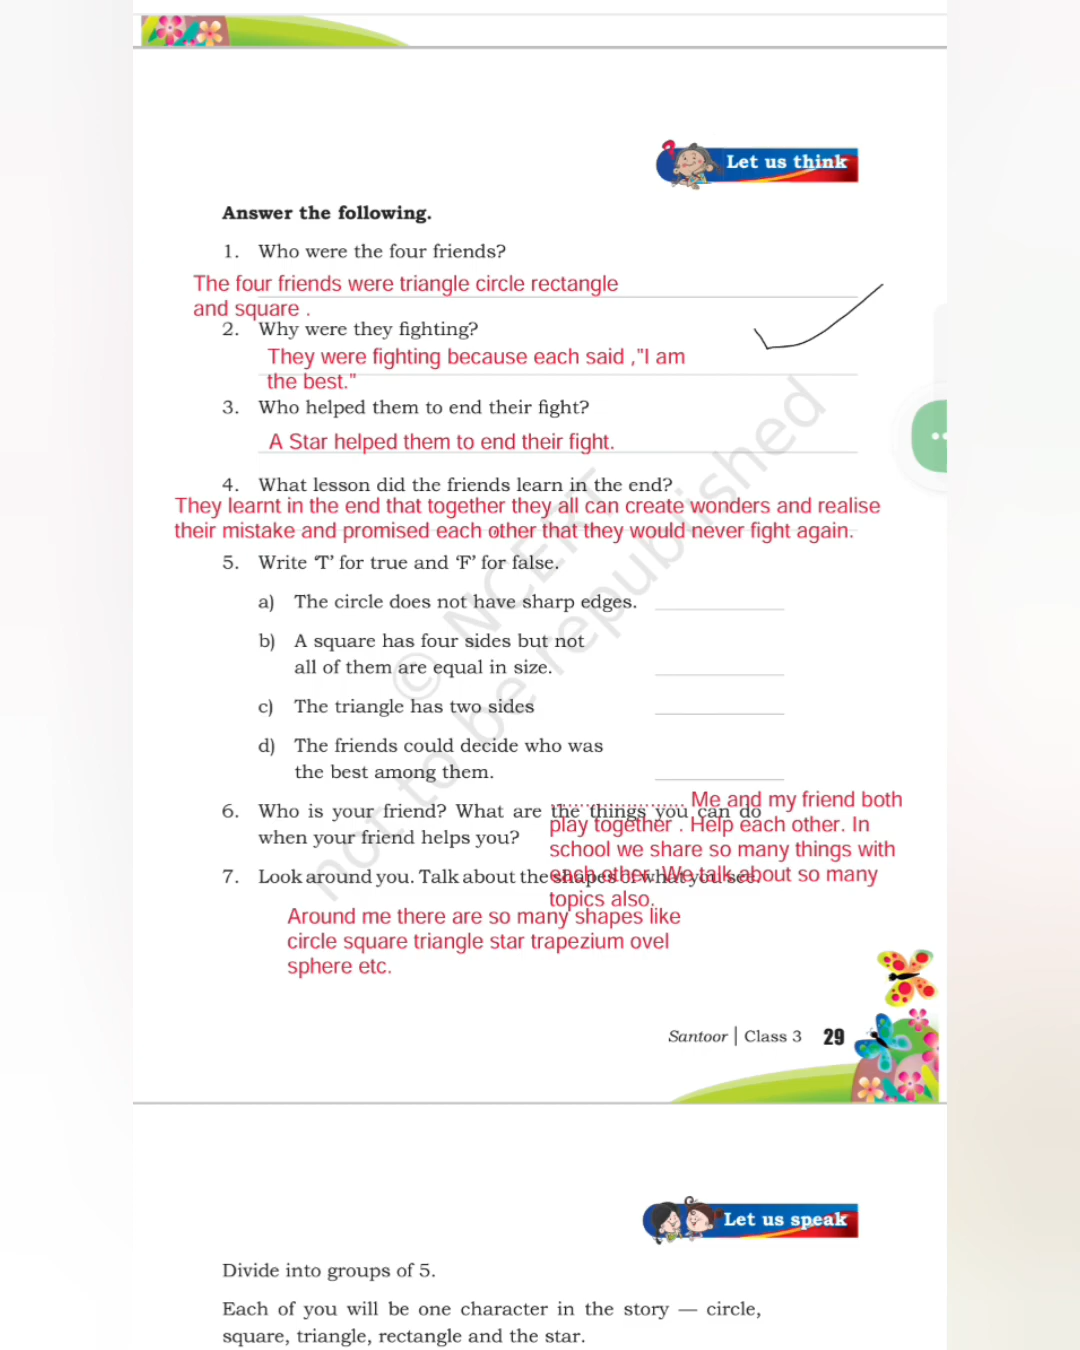 Let us think
Answer the following.
1. Who were the four friends?
The four friends were triangle circle rectangle
and square .
2. Why were they fighting?
They were fighting because each said ,"I am
the best."
3. Who helped them to end their fight?
A Star helped them to end their fight.
4. What lesson did the friends learn in the end?
They learnt in the end that together they all can create wonders and realise
their mistake and promised each other that they would never fight again.
5. Write ‘T’ for true and ‘F’ for false.
a) The circle does not have sharp edges.
b) A square has four sides but not
all of them are equal in size.
c) The triangle has two sides
d) The friends could decide who was
the best among them.
6. Who is your friend? What are the things you can do
when your friend helps you?
Me and my friend both
play together . Help each other. In
school we share so many things with
each other. We talk about so many
topics also.
7. Look around you. Talk about the shapes of what you see.
Around me there are so many shapes like
circle square triangle star trapezium ovel
sphere etc.
© NCERT
not to be republished
Santoor | Class 3 29
Let us speak
Divide into groups of 5.
Each of you will be one character in the story — circle,
square, triangle, rectangle and the star.